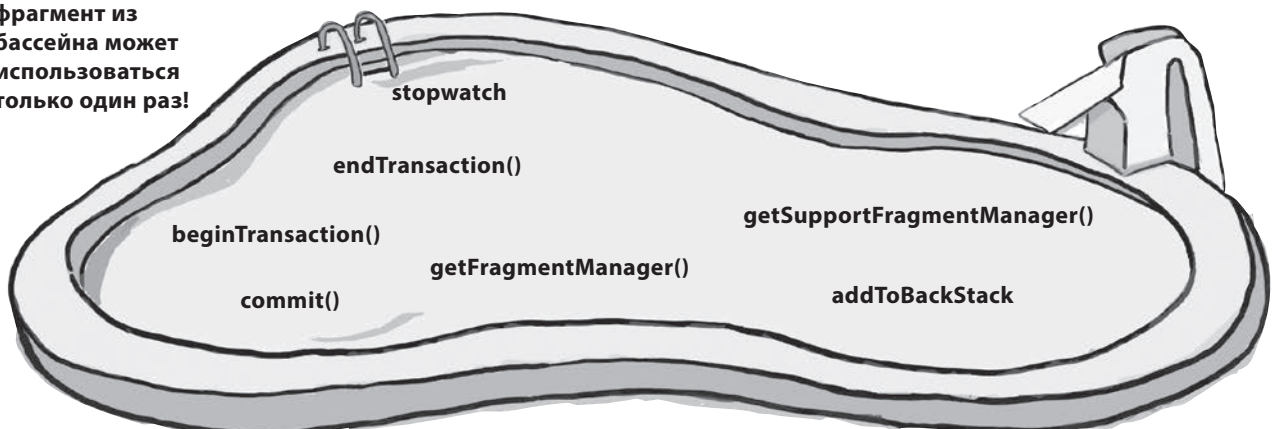 фрагмент из
бассейна может
использоваться
только один раз!
stopwatch
endTransaction()
getSupportFragmentManager()
beginTransaction()
getFragmentManager()
addToBackStack
commit()